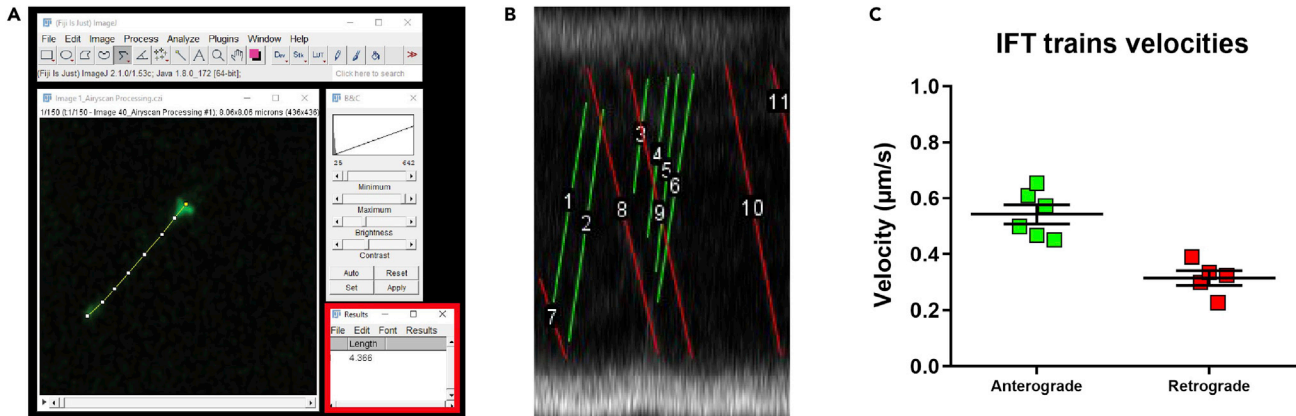 A
(Fiji Is Just) ImageJ
File Edit Image Process Analyze Plugins Window Help
Dev Stk LUT
(Fiji Is Just) ImageJ 2.1.0/1.53c; Java 1.8.0_172 [64-bit];
Click here to search
Image 1_Airyscan Processing.czi
1/150 (t:1/150 - Image 40_Airyscan Processing #1); 8.06x8.06 microns (436x436)
B&C
28 642
Minimum
Maximum
Brightness
Contrast
Auto Reset
Set Apply
Results
File Edit Font Results
Length
4.366
B
1
2
3
4
5
6
7
8
9
10
11
C
IFT trains velocities
Velocity (µm/s)
1.0
0.8
0.6
0.4
0.2
0.0
Anterograde Retrograde